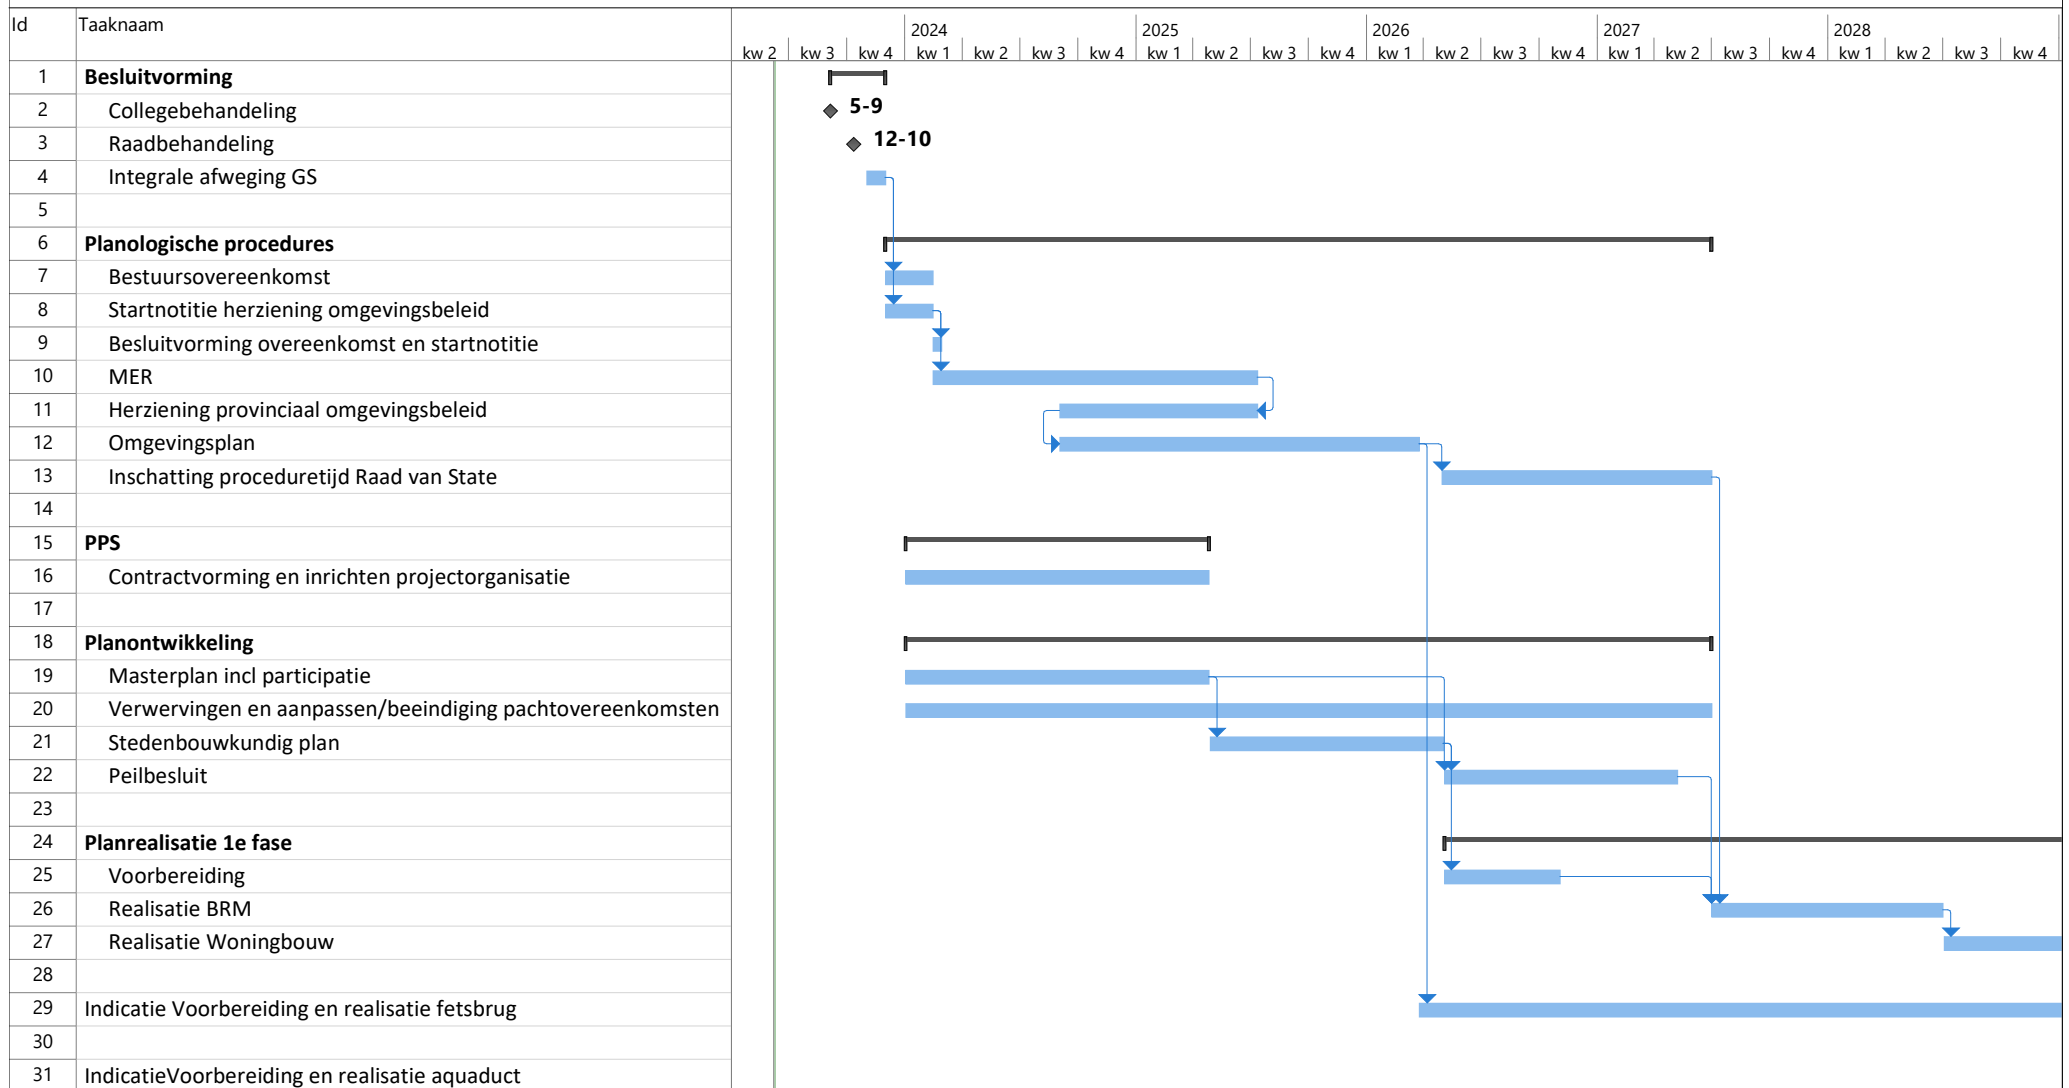 Id Taaknaam 2024 2025 2026 2027 2028
kw 2 kw 3 kw 4 kw 1 kw 2 kw 3 kw 4 kw 1 kw 2 kw 3 kw 4 kw 1 kw 2 kw 3 kw 4 kw 1 kw 2 kw 3 kw 4 kw 1 kw 2 kw 3 kw 4
1 Besluitvorming
2 Collegebehandeling 5-9
3 Raadbehandeling 12-10
4 Integrale afweging GS
5
6 Planologische procedures
7 Bestuursovereenkomst
8 Startnotitie herziening omgevingsbeleid
9 Besluitvorming overeenkomst en startnotitie
10 MER
11 Herziening provinciaal omgevingsbeleid
12 Omgevingsplan
13 Inschatting proceduretijd Raad van State
14
15 PPS
16 Contractvorming en inrichten projectorganisatie
17
18 Planontwikkeling
19 Masterplan incl participatie
20 Verwervingen en aanpassen/beeindiging pachtovereenkomsten
21 Stedenbouwkundig plan
22 Peilbesluit
23
24 Planrealisatie 1e fase
25 Voorbereiding
26 Realisatie BRM
27 Realisatie Woningbouw
28
29 Indicatie Voorbereiding en realisatie fetsbrug
30
31 IndicatieVoorbereiding en realisatie aquaduct